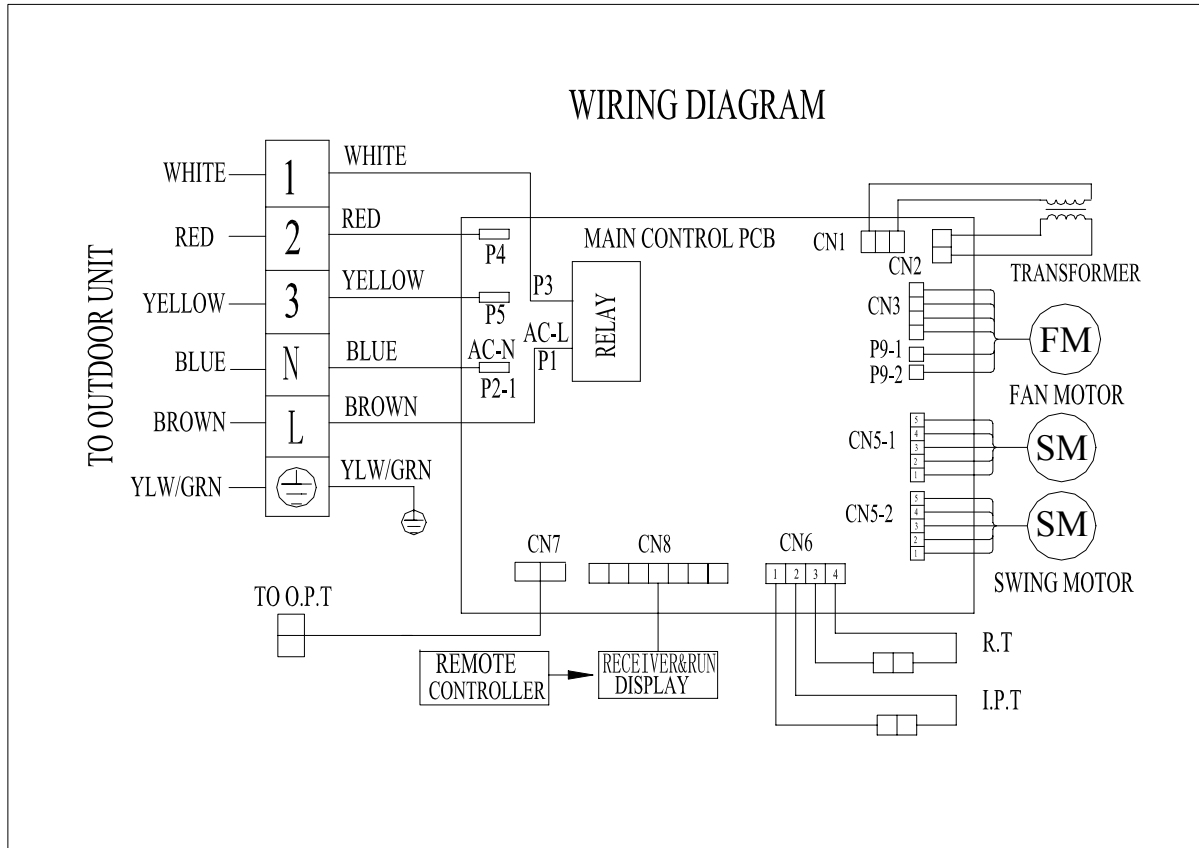 WIRING DIAGRAM
TO OUTDOOR UNIT
WHITE
1
WHITE
RED
2
RED
P4
YELLOW
3
YELLOW
P5
BLUE
N
BLUE
AC-N
P2-1
BROWN
L
BROWN
YLW/GRN
YLW/GRN
MAIN CONTROL PCB
P3
AC-L
P1
RELAY
CN1
CN2
TRANSFORMER
CN3
P9-1
P9-2
FM
FAN MOTOR
CN5-1
5
4
3
2
1
SM
CN5-2
5
4
3
2
1
SM
SWING MOTOR
CN7
CN8
CN6
1 2 3 4
TO O.P.T
REMOTE
CONTROLLER
RECEIVER&RUN
DISPLAY
R.T
I.P.T